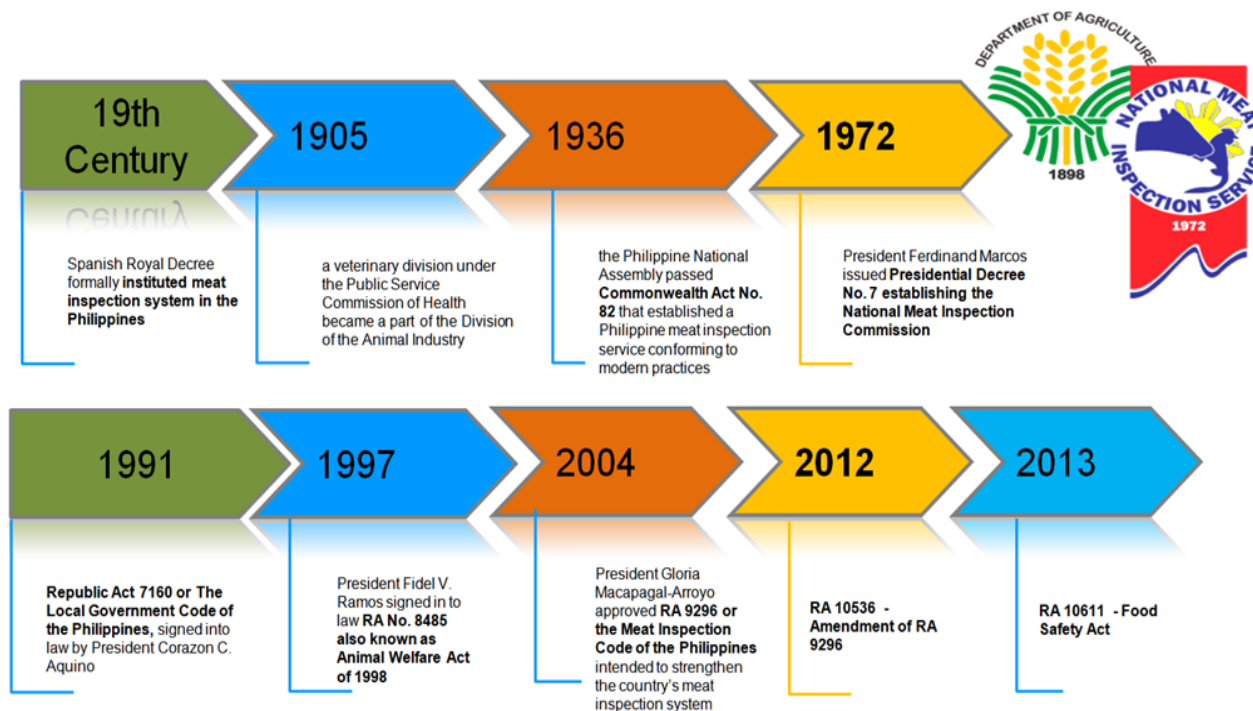 DEPARTMENT OF AGRICULTURE
1898
NATIONAL MEAT
INSPECTION SERVICE
1972
19th
Century
1905
1936
1972
Spanish Royal Decree
formally instituted meat
inspection system in the
Philippines
a veterinary division under
the Public Service
Commission of Health
became a part of the Division
of the Animal Industry
the Philippine National
Assembly passed
Commonwealth Act No.
82 that established a
Philippine meat inspection
service conforming to
modern practices
President Ferdinand Marcos
issued Presidential Decree
No. 7 establishing the
National Meat Inspection
Commission
1991
1997
2004
2012
2013
Republic Act 7160 or The
Local Government Code of
the Philippines, signed into
law by President Corazon C.
Aquino
President Fidel V.
Ramos signed in to
law RA No. 8485
also known as
Animal Welfare Act
of 1998
President Gloria
Macapagal-Arroyo
approved RA 9296 or
the Meat Inspection
Code of the Philippines
intended to strengthen
the country's meat
inspection system
RA 10536 -
Amendment of RA
9296
RA 10611 - Food
Safety Act